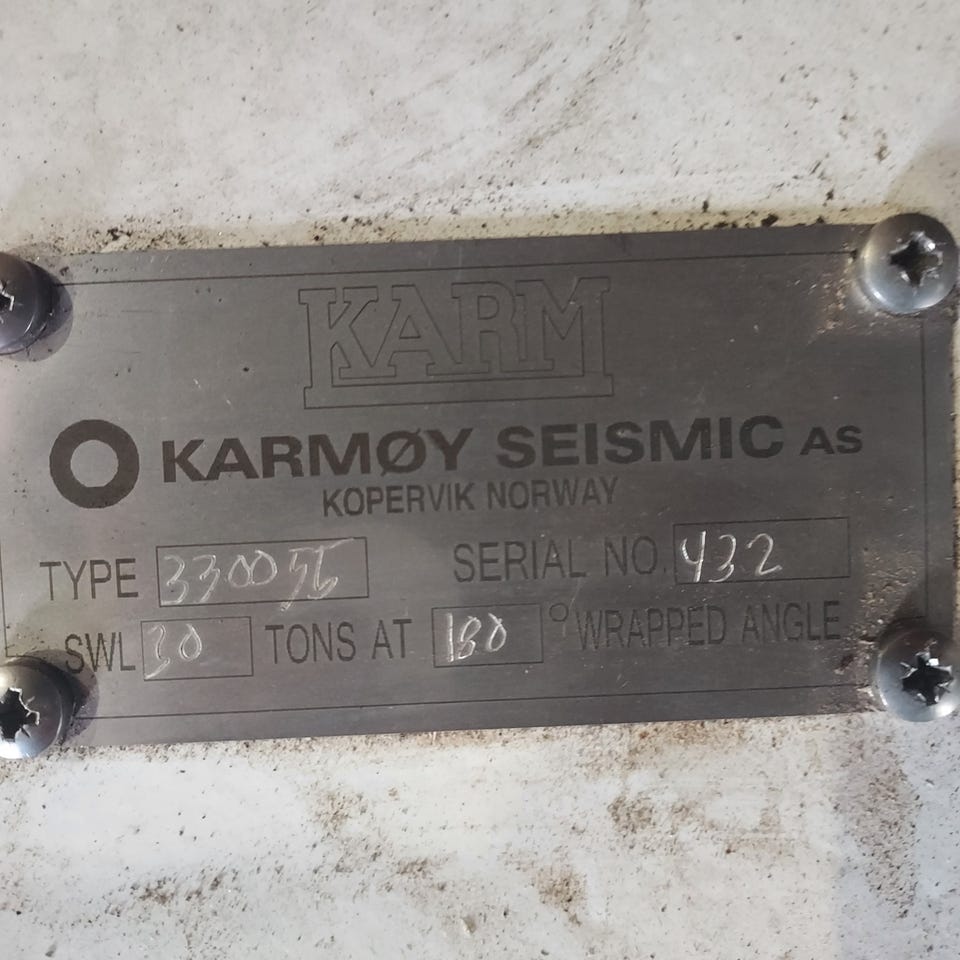 KARM
KARMØY SEISMIC AS
KOPERVIK NORWAY
TYPE 330056 SERIAL NO. 432
SWL 30 TONS AT 180 ° WRAPPED ANGLE